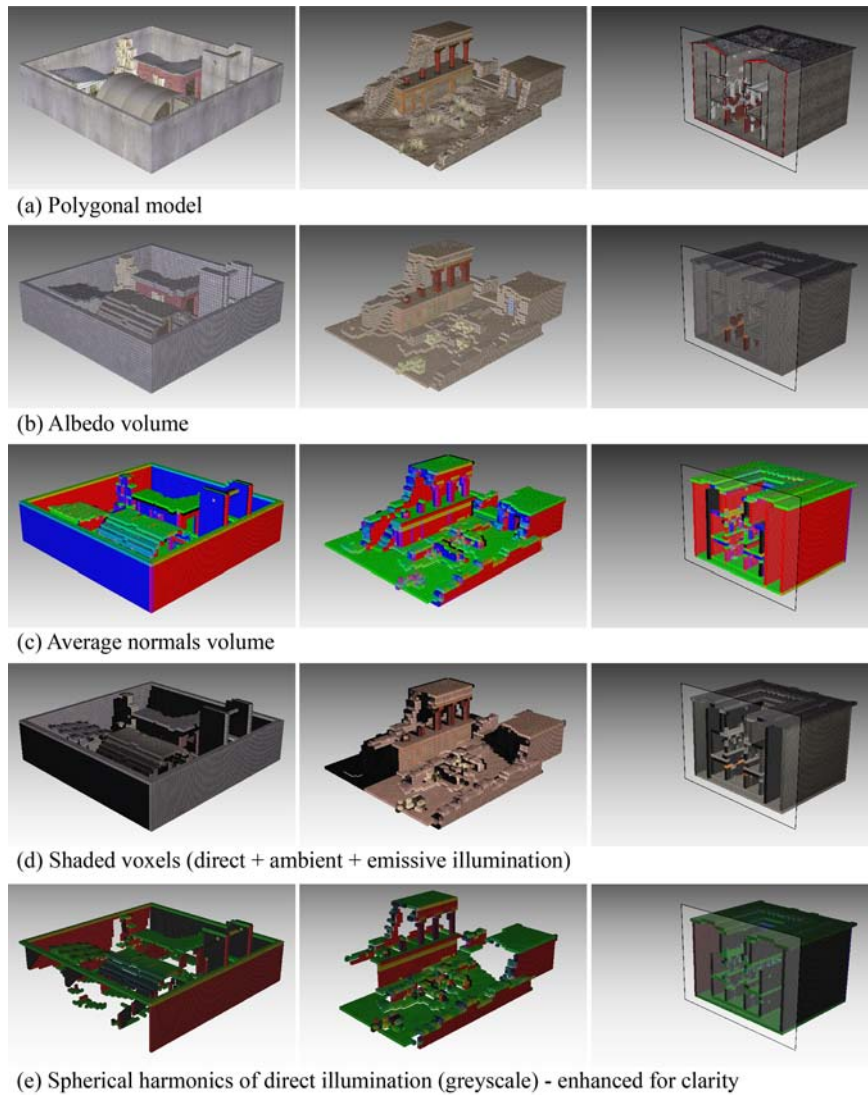 (a) Polygonal model
(b) Albedo volume
(c) Average normals volume
(d) Shaded voxels (direct + ambient + emissive illumination)
(e) Spherical harmonics of direct illumination (greyscale) - enhanced for clarity